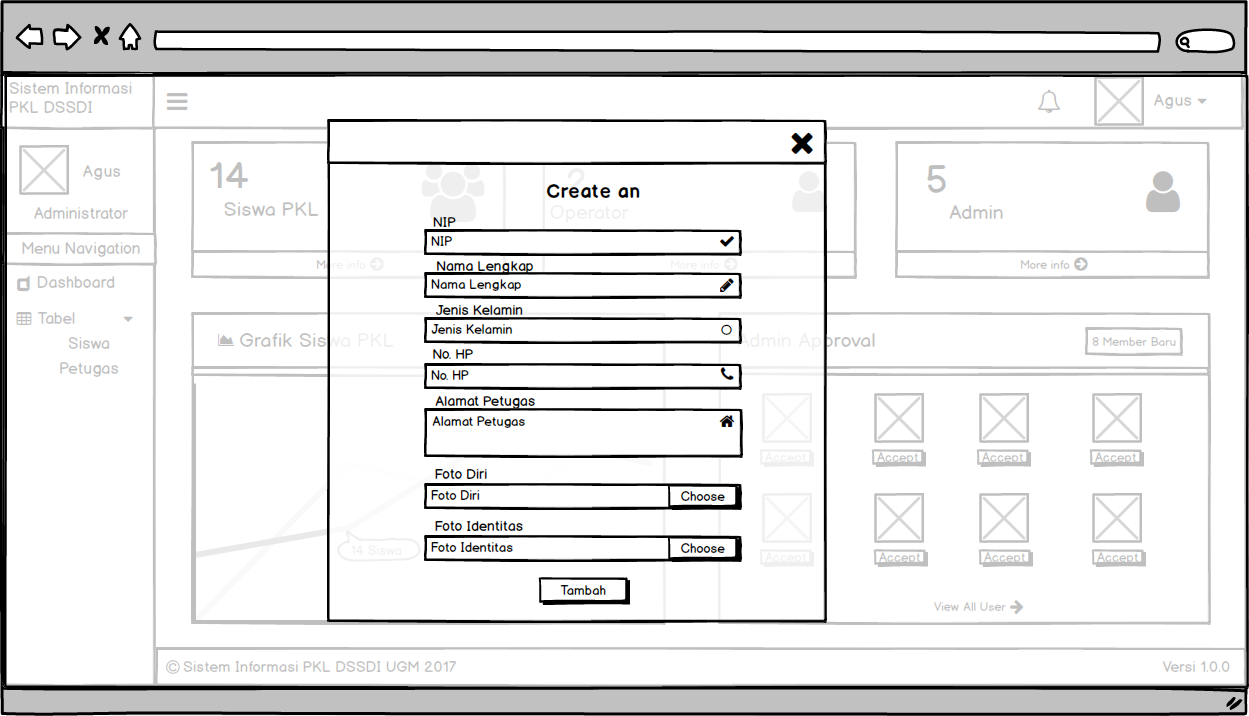 Sistem Informasi
PKL DSSDI
Agus
Agus
Administrator
Menu Navigation
Dashboard
Tabel
Siswa
Petugas
14
Siswa PKL
More info
2
Operator
More info
5
Admin
More info
Grafik Siswa PKL
14 Siswa
Admin Approval
8 Member Baru
Accept
Accept
Accept
Accept
Accept
Accept
Accept
Accept
View All User
Create an
NIP
NIP
Nama Lengkap
Nama Lengkap
Jenis Kelamin
Jenis Kelamin
No. HP
No. HP
Alamat Petugas
Alamat Petugas
Foto Diri
Foto Diri
Choose
Foto Identitas
Foto Identitas
Choose
Tambah
© Sistem Informasi PKL DSSDI UGM 2017
Versi 1.0.0